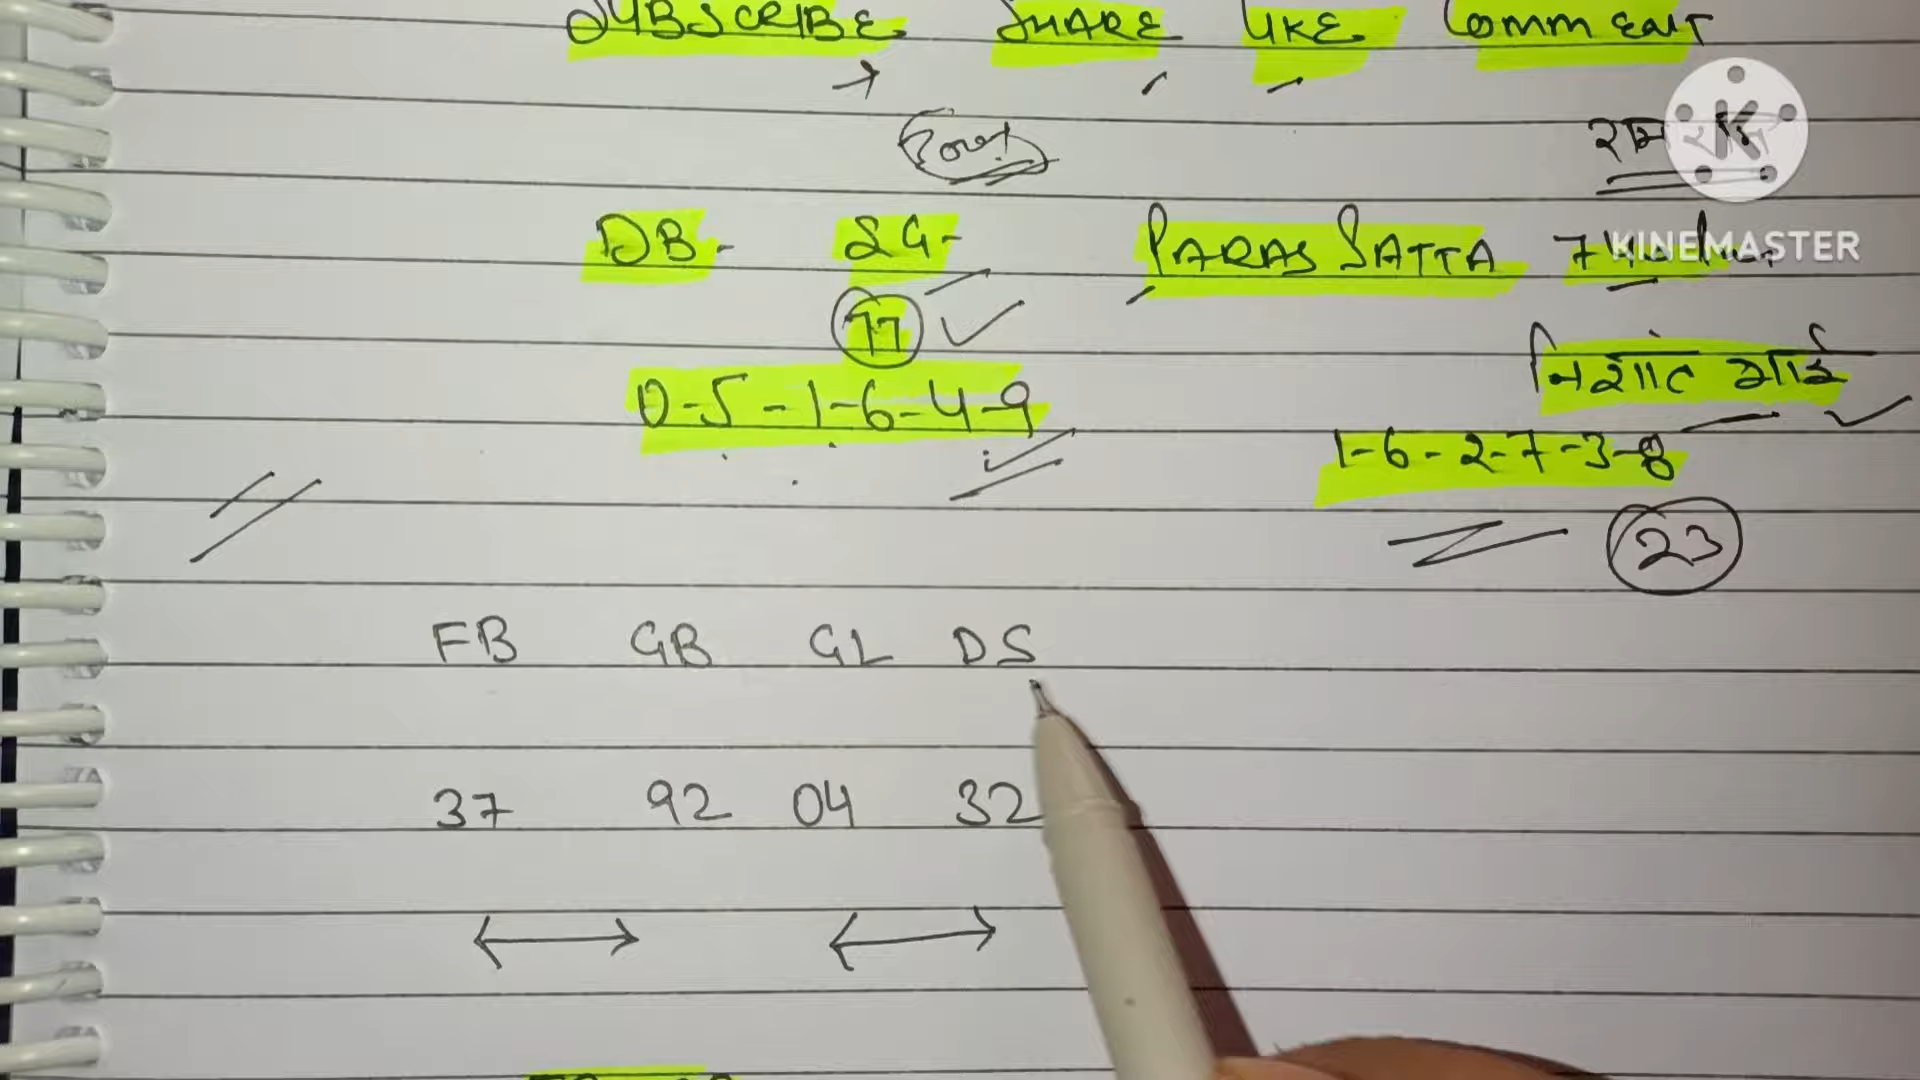 SUBSCRIBE SHARE LIKE COMMENT
DB- SG- PARAS SATTA
KINEMASTER
77
0-5-1-6-4-9
1-6-2-7-3-8
23
FB GB GL DS
37 92 04 32